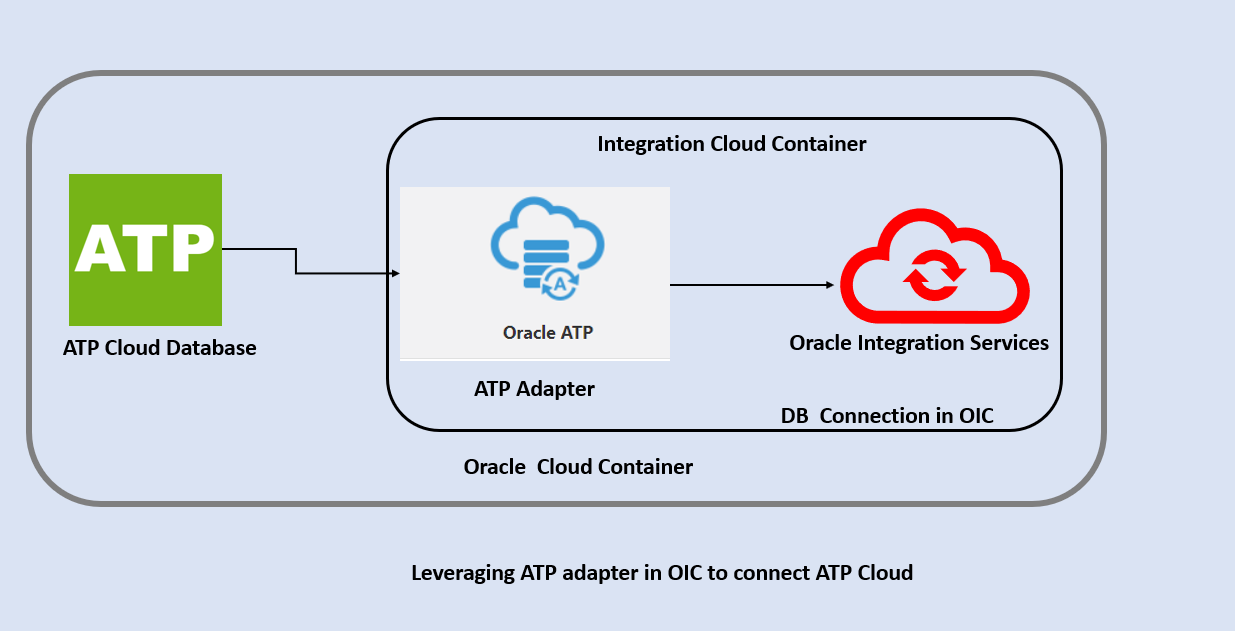 Integration Cloud Container
ATP
Oracle ATP
ATP Cloud Database
Oracle Integration Services
A
ATP Adapter
DB  Connection in OIC
Oracle  Cloud Container
Leveraging ATP adapter in OIC to connect ATP Cloud